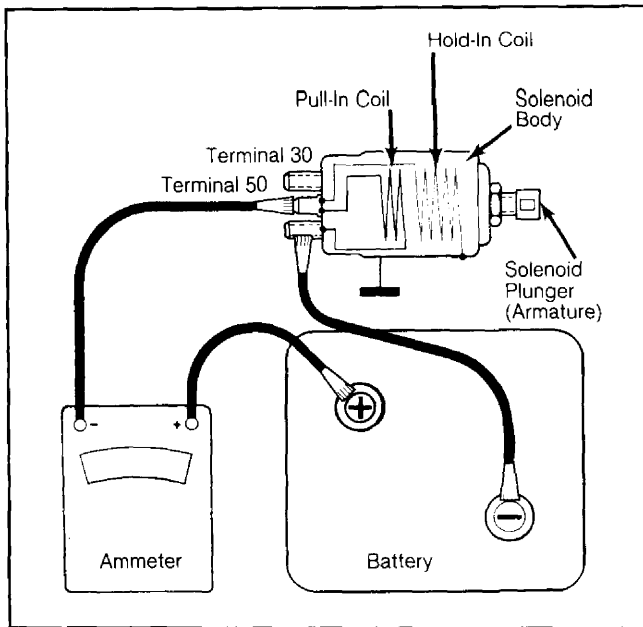 Hold-In Coil
Pull-In Coil
Solenoid
Body
Terminal 30
Terminal 50
Solenoid
Plunger
(Armature)
- +
+
-
Ammeter
Battery